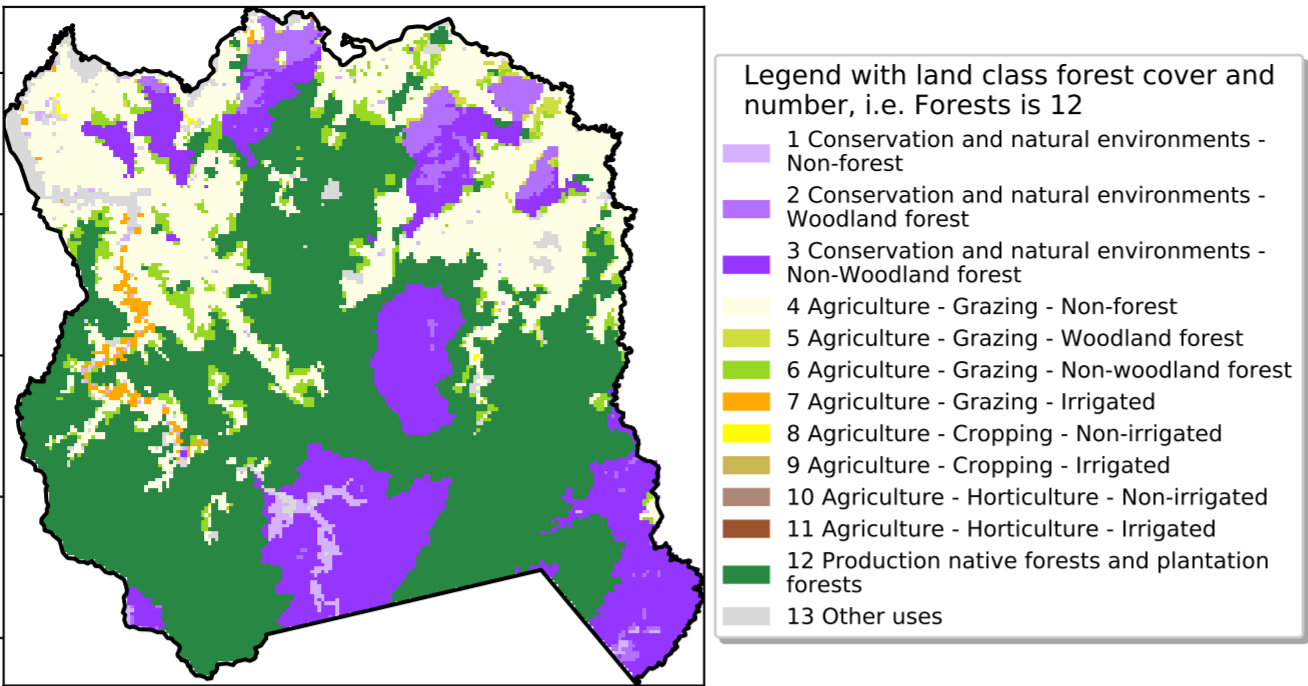 Legend with land class forest cover and
number, i.e. Forests is 12
1 Conservation and natural environments -
Non-forest
2 Conservation and natural environments -
Woodland forest
3 Conservation and natural environments -
Non-Woodland forest
4 Agriculture - Grazing - Non-forest
5 Agriculture - Grazing - Woodland forest
6 Agriculture - Grazing - Non-woodland forest
7 Agriculture - Grazing - Irrigated
8 Agriculture - Cropping - Non-irrigated
9 Agriculture - Cropping - Irrigated
10 Agriculture - Horticulture - Non-irrigated
11 Agriculture - Horticulture - Irrigated
12 Production native forests and plantation
forests
13 Other uses